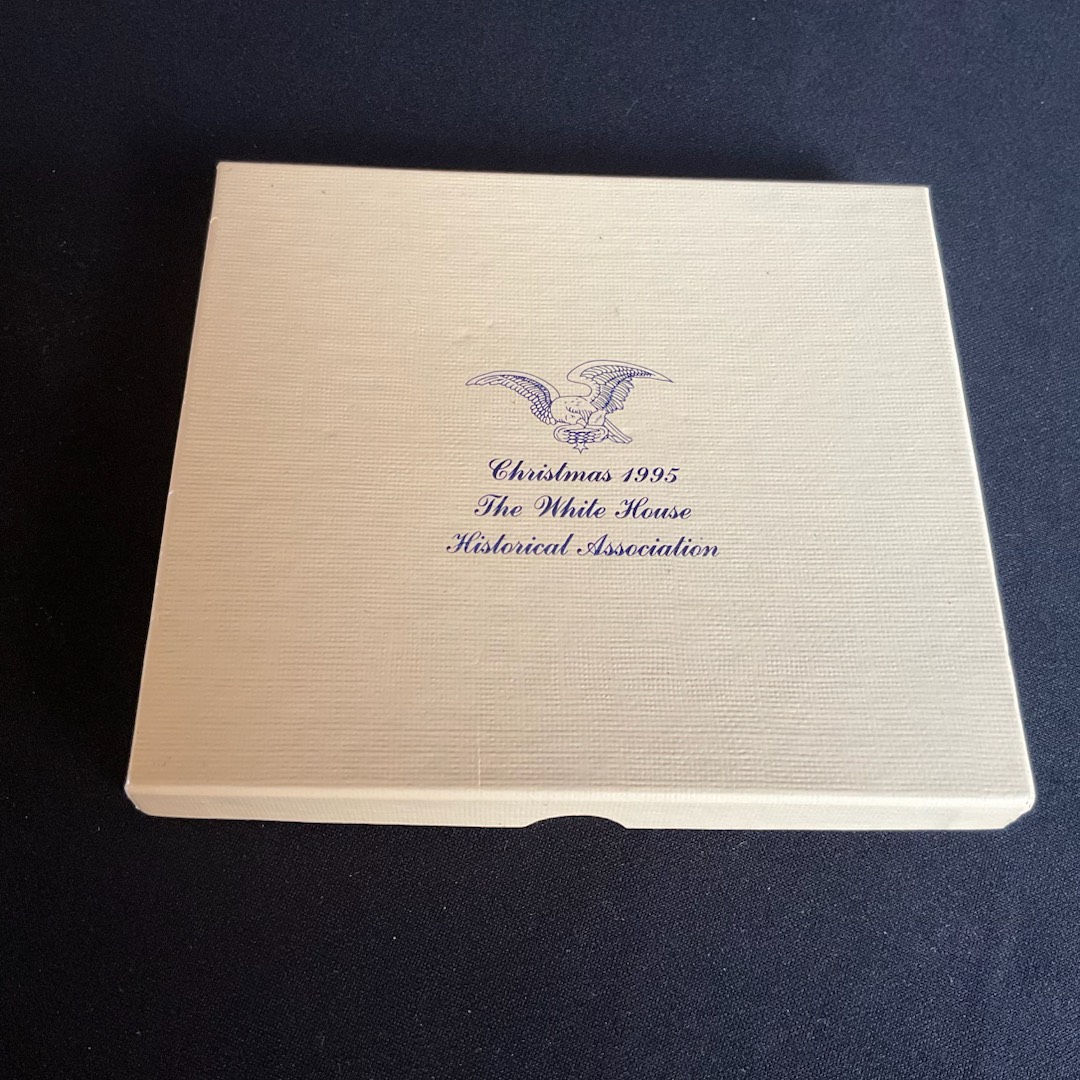 Christmas 1995
The White House
Historical Association